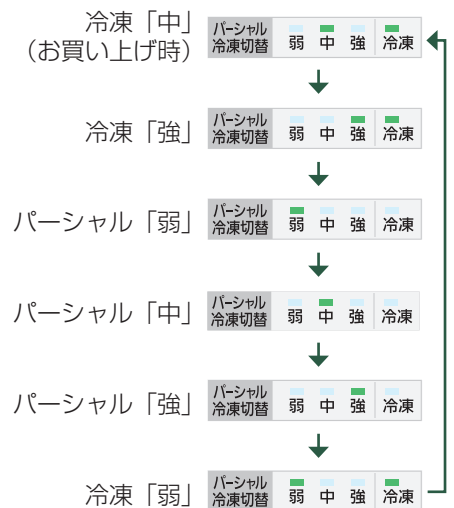 冷凍「中」
(お買い上げ時)
パーシャル
冷凍切替
弱 中 強 冷凍
冷凍「強」
パーシャル
冷凍切替
弱 中 強 冷凍
パーシャル「弱」
パーシャル
冷凍切替
弱 中 強 冷凍
パーシャル「中」
パーシャル
冷凍切替
弱 中 強 冷凍
パーシャル「強」
パーシャル
冷凍切替
弱 中 強 冷凍
冷凍「弱」
パーシャル
冷凍切替
弱 中 強 冷凍